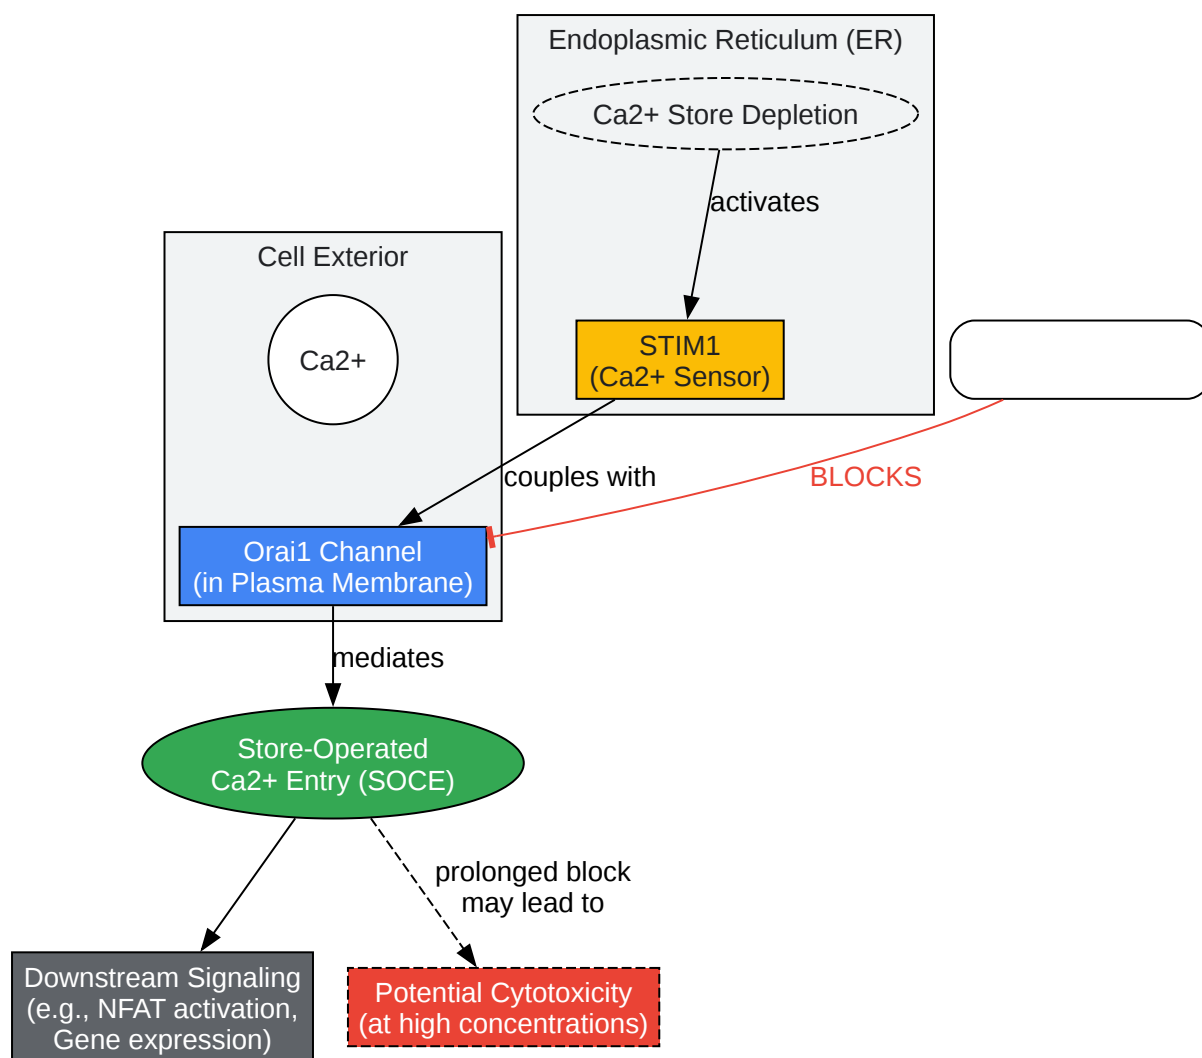 Endoplasmic Reticulum (ER)
Ca2+ Store Depletion
activates
Cell Exterior
Ca2+
STIM1
(Ca2+ Sensor)
couples with
BLOCKS
Orai1 Channel
(in Plasma Membrane)
mediates
Store-Operated
Ca2+ Entry (SOCE)
prolonged block
may lead to
Downstream Signaling
(e.g., NFAT activation,
Gene expression)
Potential Cytotoxicity
(at high concentrations)